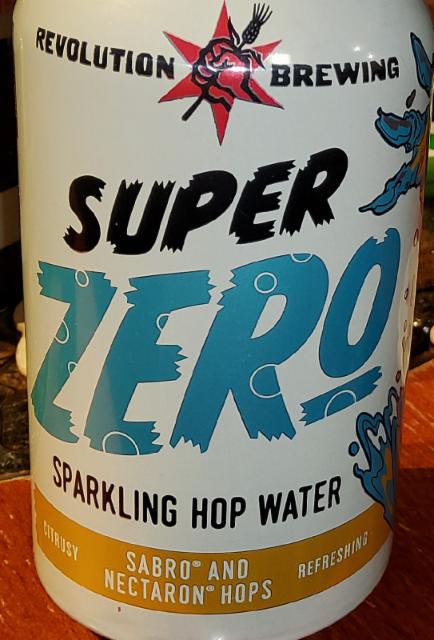 REVOLUTION BREWING
SUPER
ZERO
SPARKLING HOP WATER
CITRUSY
SABRO® AND
NECTARON® HOPS
REFRESHING